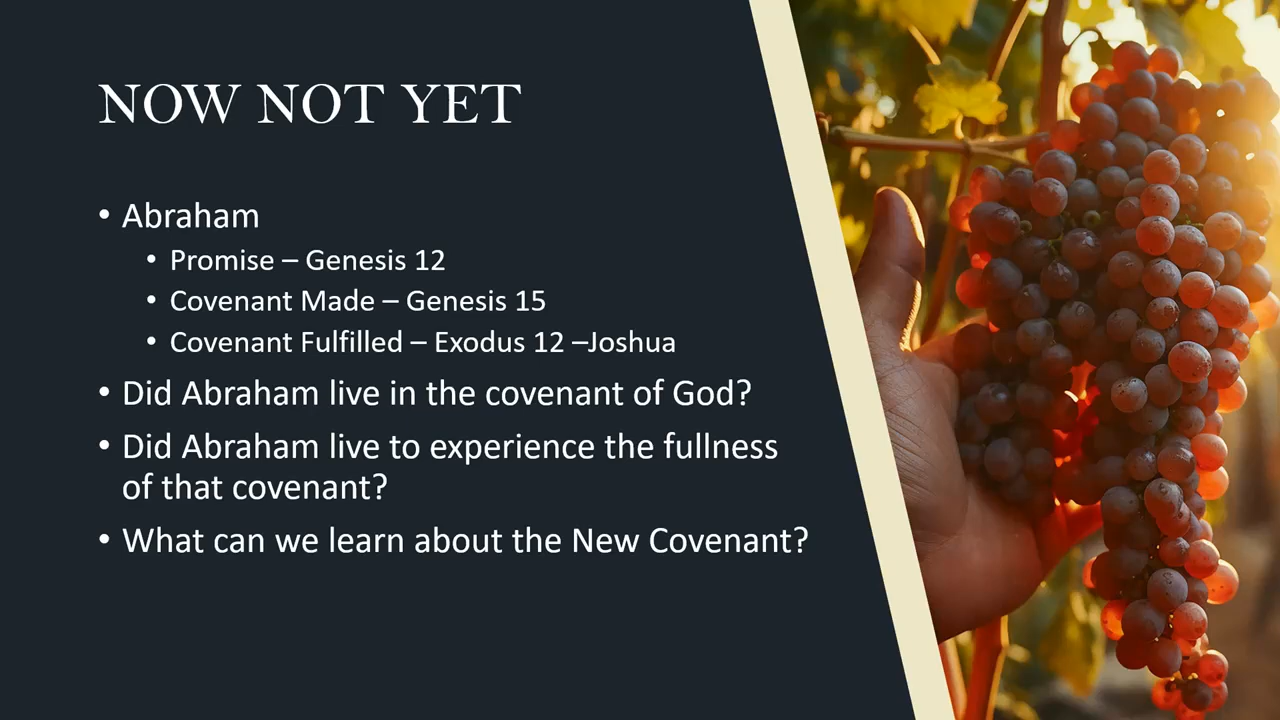 NOW NOT YET
• Abraham
• Promise – Genesis 12
• Covenant Made – Genesis 15
• Covenant Fulfilled – Exodus 12 –Joshua
• Did Abraham live in the covenant of God?
• Did Abraham live to experience the fullness
of that covenant?
• What can we learn about the New Covenant?